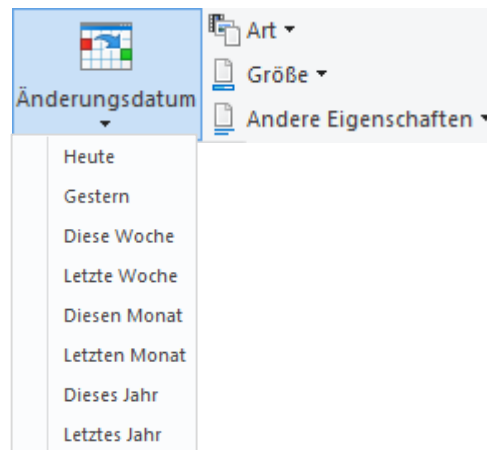 Änderungsdatum
Art
Größe
Andere Eigenschaften
Heute
Gestern
Diese Woche
Letzte Woche
Diesen Monat
Letzten Monat
Dieses Jahr
Letztes Jahr